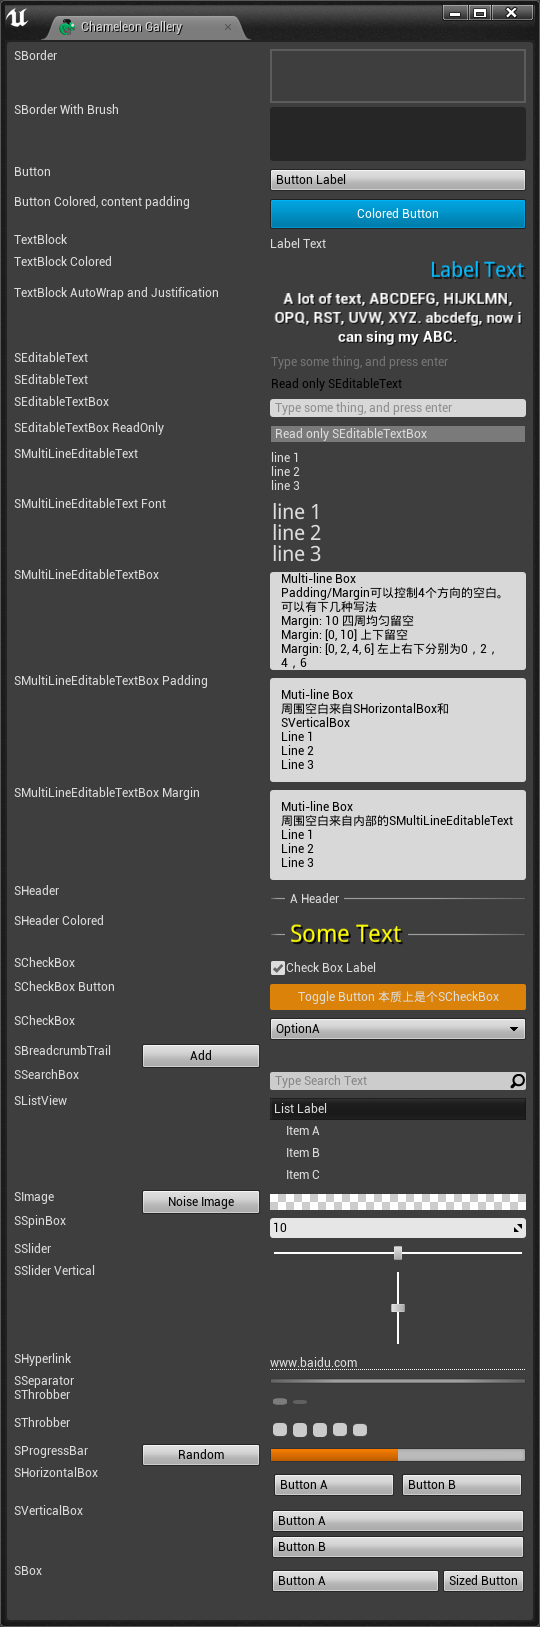 Chameleon Gallery
SBorder
SBorder With Brush
Button
Button Label
Button Colored, content padding
Colored Button
TextBlock
Label Text
TextBlock Colored
Label Text
TextBlock AutoWrap and Justification
A lot of text, ABCDEFG, HIJKLMN,
OPQ, RST, UVW, XYZ. abcdefg, now i
can sing my ABC.
SEditableText
Type some thing, and press enter
SEditableText
Read only SEditableText
SEditableTextBox
Type some thing, and press enter
SEditableTextBox ReadOnly
Read only SEditableTextBox
SMultiLineEditableText
line 1
line 2
line 3
SMultiLineEditableText Font
line 1
line 2
line 3
SMultiLineEditableTextBox
Multi-line Box
Padding/Margin可以控制4个方向的空白。
可以有下几种写法
Margin: 10 四周均匀留空
Margin: [0, 10] 上下留空
Margin: [0, 2, 4, 6] 左上右下分别为0，2，
4，6
SMultiLineEditableTextBox Padding
Muti-line Box
周围空白来自SHorizontalBox和
SVerticalBox
Line 1
Line 2
Line 3
SMultiLineEditableTextBox Margin
Muti-line Box
周围空白来自内部的SMultiLineEditableText
Line 1
Line 2
Line 3
SHeader
A Header
SHeader Colored
Some Text
SCheckBox
Check Box Label
SCheckBox Button
Toggle Button 本质上是个SCheckBox
SCheckBox
OptionA
SBreadcrumbTrail
Add
SSearchBox
Type Search Text
SListView
List Label
Item A
Item B
Item C
SImage
Noise Image
SSpinBox
10
SSlider
SSlider Vertical
SHyperlink
www.baidu.com
SSeparator
SThrobber
SThrobber
SProgressBar
Random
SHorizontalBox
Button A
Button B
SVerticalBox
Button A
Button B
SBox
Button A
Sized Button